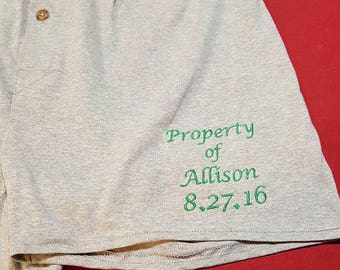 Property
of
Allison
8.27.16